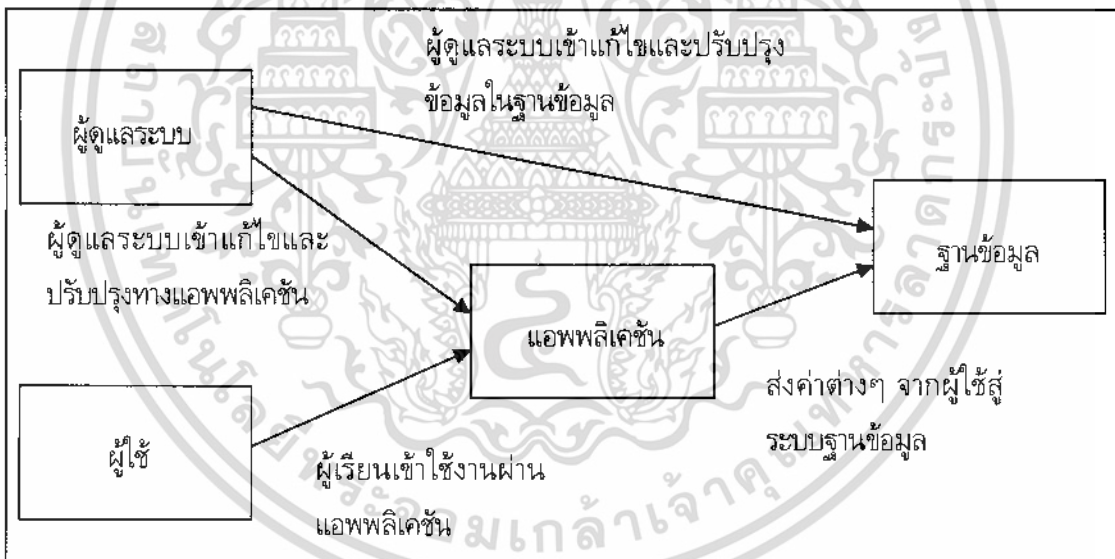 ผู้ดูแลระบบเข้าแก้ไขและปรับปรุง
ข้อมูลในฐานข้อมูล
ผู้ดูแลระบบ
ผู้ดูแลระบบเข้าแก้ไขและ
ปรับปรุงทางแอพพลิเคชัน
ฐานข้อมูล
แอพพลิเคชัน
ส่งค่าต่างๆ จากผู้ใช้สู่
ระบบฐานข้อมูล
ผู้ใช้
ผู้เรียนเข้าใช้งานผ่าน
แอพพลิเคชัน